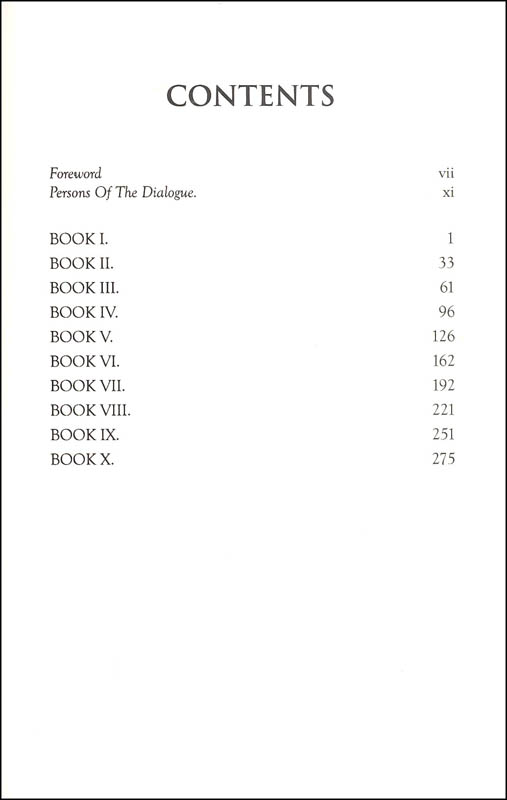 CONTENTS
Foreword vii
Persons Of The Dialogue. xi
BOOK I. 1
BOOK II. 33
BOOK III. 61
BOOK IV. 96
BOOK V. 126
BOOK VI. 162
BOOK VII. 192
BOOK VIII. 221
BOOK IX. 251
BOOK X. 275